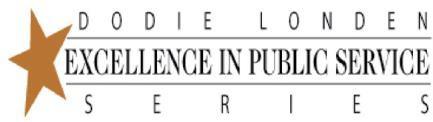 DODIE LONDEN
EXCELLENCE IN PUBLIC SERVICE
SERIES